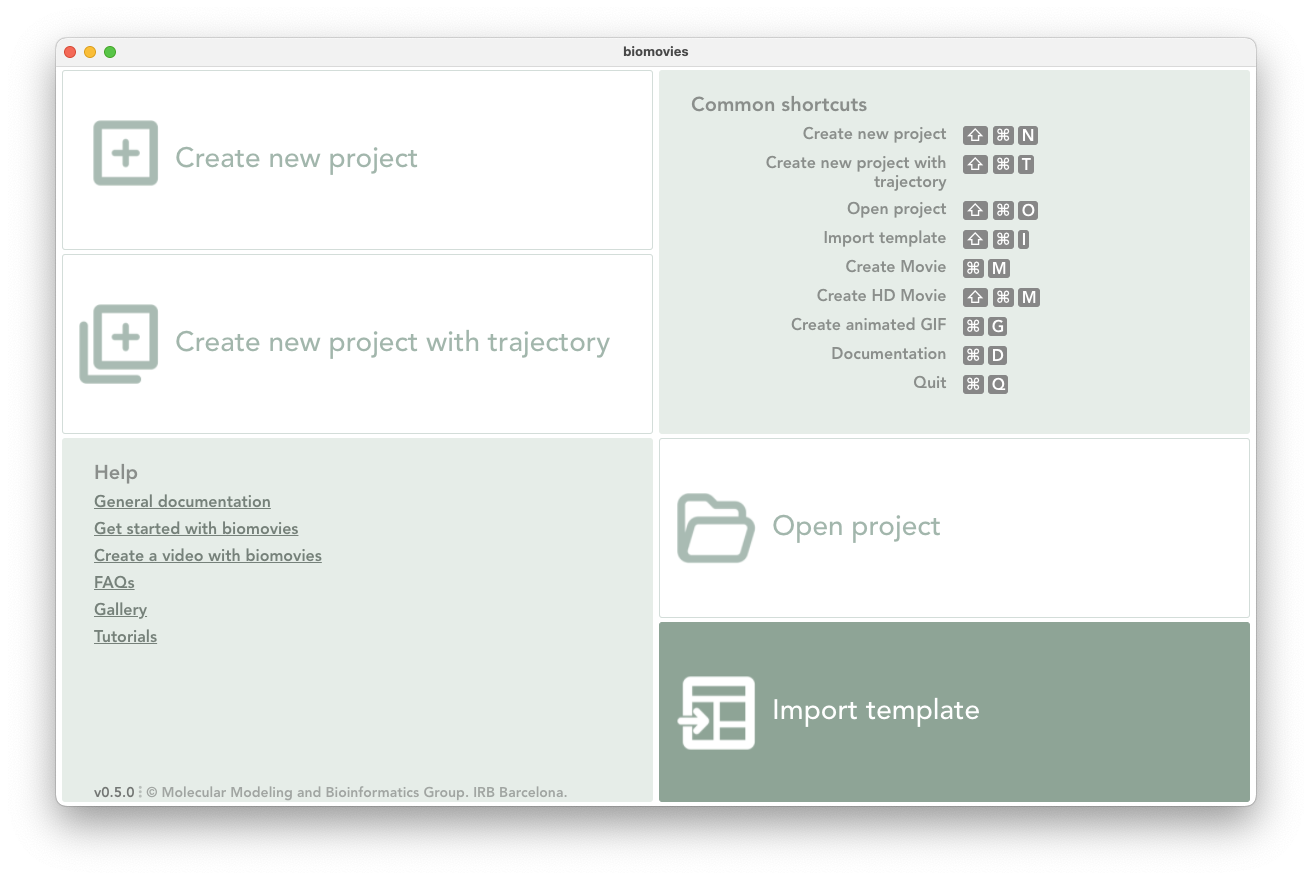 biomovies
Create new project
Create new project with trajectory
Common shortcuts
Create new project ⇧ ⌘ N
Create new project with
trajectory ⇧ ⌘ T
Open project ⇧ ⌘ O
Import template ⇧ ⌘ I
Create Movie ⌘ M
Create HD Movie ⇧ ⌘ M
Create animated GIF ⌘ G
Documentation ⌘ D
Quit ⌘ Q
Help
General documentation
Get started with biomovies
Create a video with biomovies
FAQs
Gallery
Tutorials
v0.5.0 ⁞ © Molecular Modeling and Bioinformatics Group. IRB Barcelona.
Open project
Import template